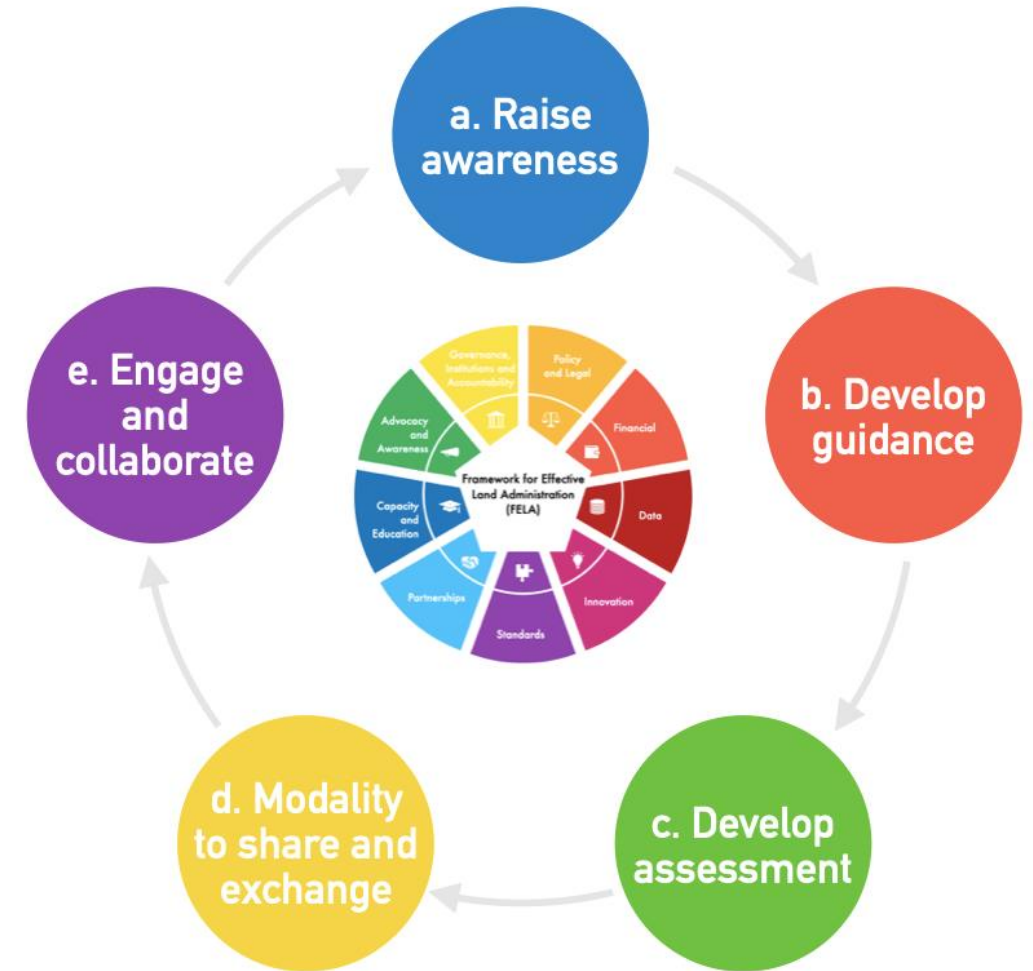 a. Raise
awareness
b. Develop
guidance
c. Develop
assessment
d. Modality
to share and
exchange
e. Engage
and
collaborate
Framework for Effective
Land Administration
(FELA)
Governance,
Institutions and
Accountability
Policy
and Legal
Financial
Data
Innovation
Standards
Partnerships
Capacity
and
Education
Advocacy
and
Awareness